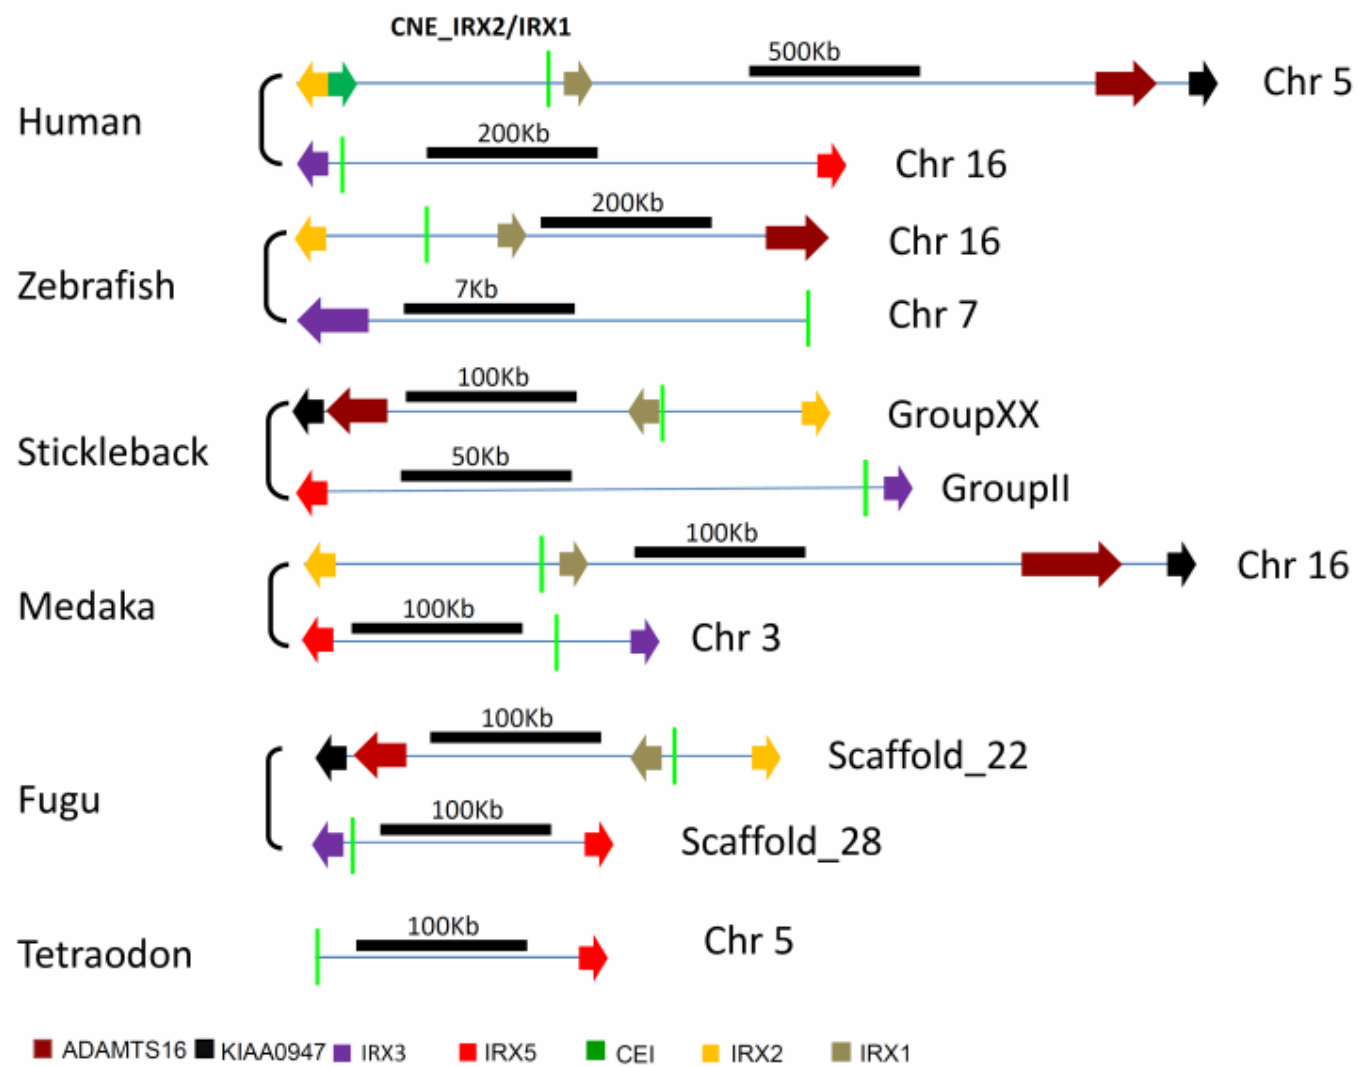 CNE_IRX2/IRX1
500Kb
Chr 5
Human
200Kb
Chr 16
200Kb
Chr 16
Zebrafish
7Kb
Chr 7
100Kb
GroupXX
Stickleback
50Kb
GroupII
100Kb
Chr 16
Medaka
100Kb
Chr 3
100Kb
Scaffold_22
Fugu
100Kb
Scaffold_28
100Kb
Chr 5
Tetraodon
ADAMTS16 KIAA0947 IRX3 IRX5 CEI IRX2 IRX1